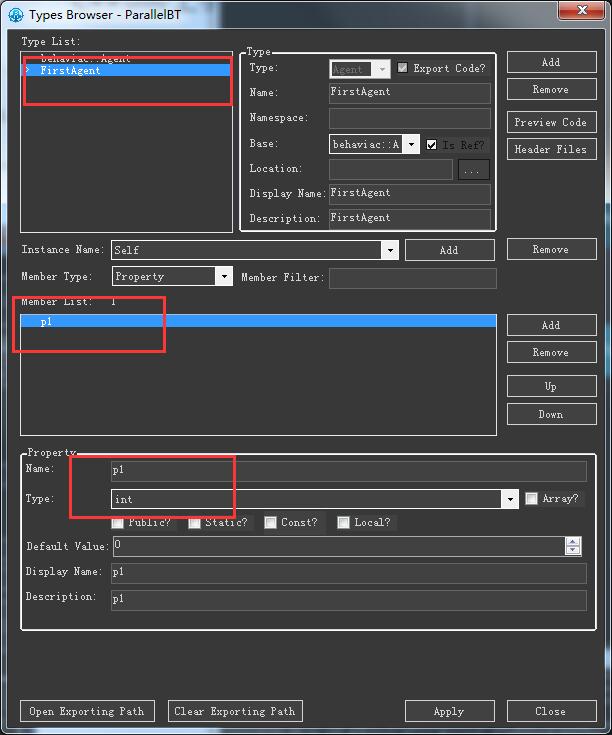 Types Browser - ParallelBT
Type List:
behaviac::Agent
FirstAgent
Type
Type: Agent Export Code?
Name: FirstAgent
Namespace:
Base: behaviac::A Is Ref?
Location: ...
Display Name: FirstAgent
Description: FirstAgent
Add
Remove
Preview Code
Header Files
Instance Name: Self Add Remove
Member Type: Property Member Filter:
Member List: 1
p1
Add
Remove
Up
Down
Property
Name: p1
Type: int Array?
Public? Static? Const? Local?
Default Value: 0
Display Name: p1
Description: p1
Open Exporting Path Clear Exporting Path Apply Close